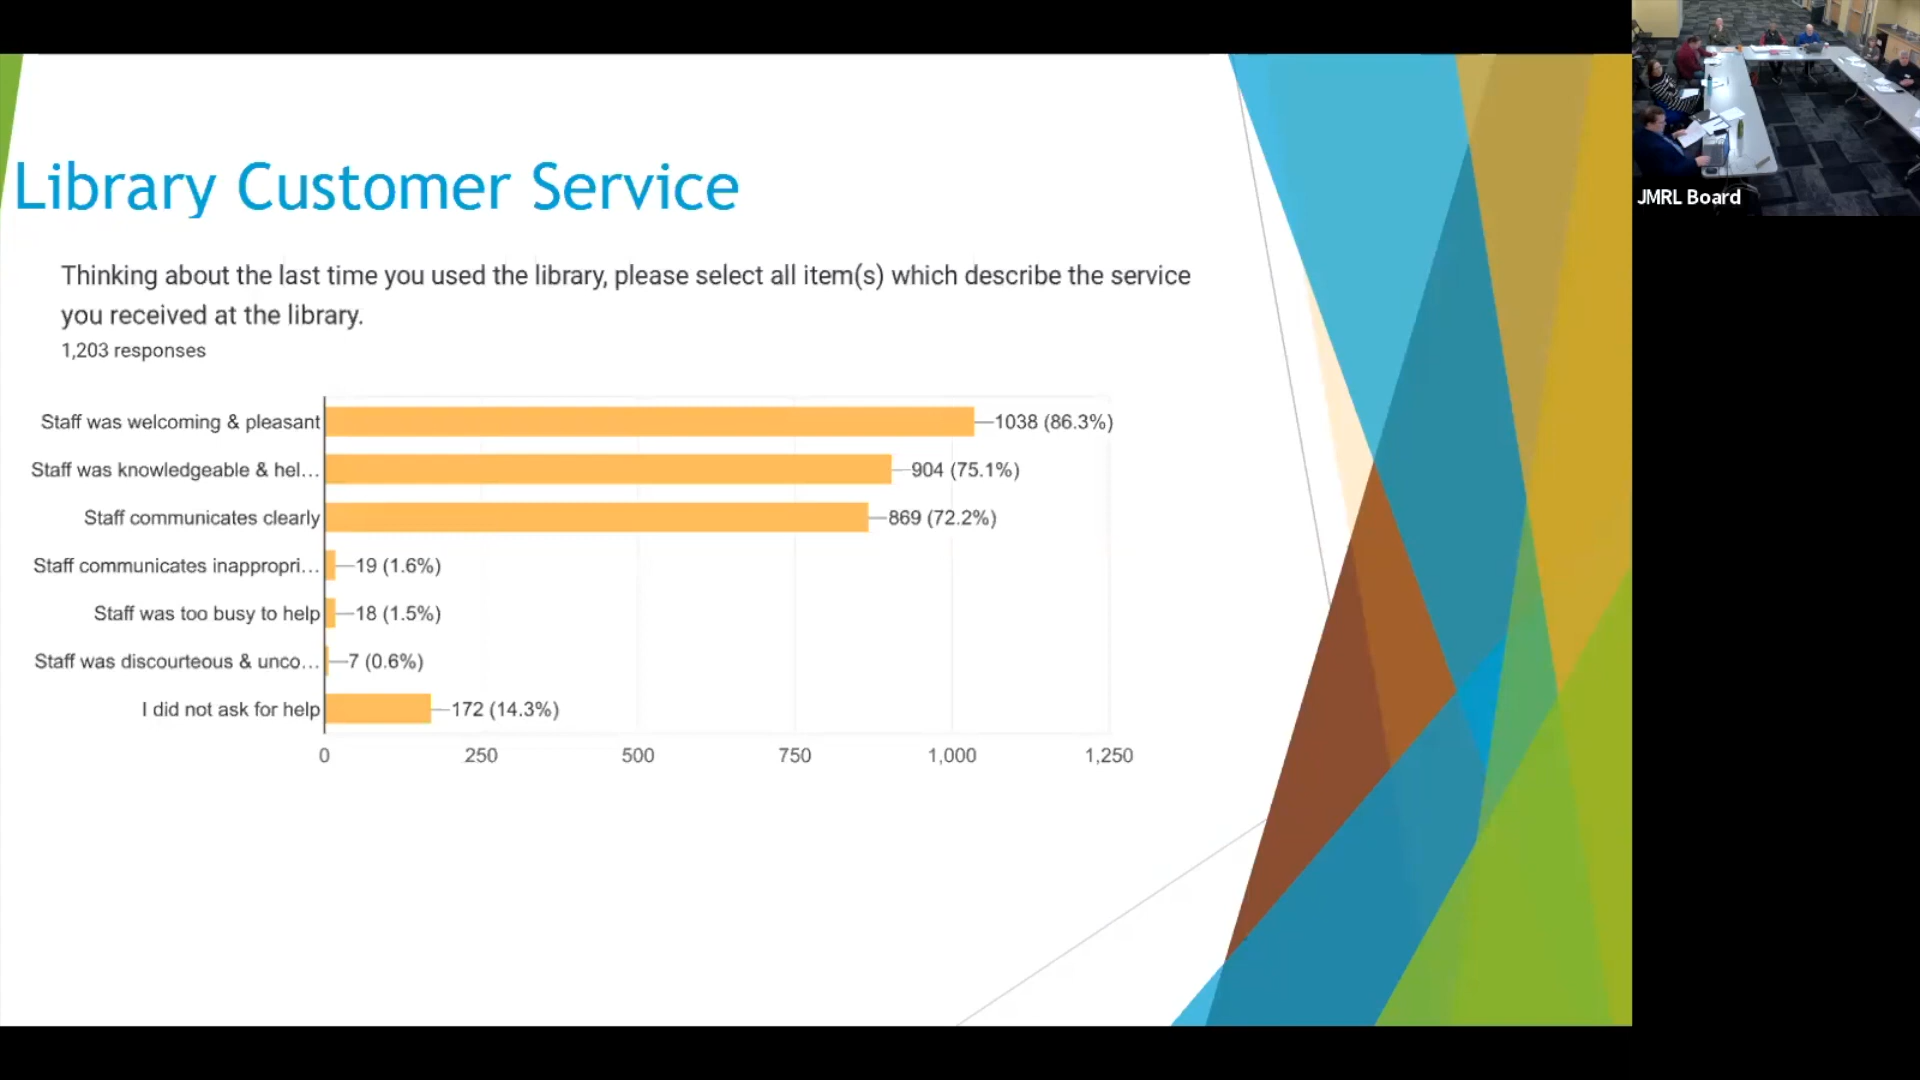 Library Customer Service
Thinking about the last time you used the library, please select all item(s) which describe the service
you received at the library.
1,203 responses
Staff was welcoming & pleasant 1038 (86.3%)
Staff was knowledgeable & hel... 904 (75.1%)
Staff communicates clearly 869 (72.2%)
Staff communicates inappropri... 19 (1.6%)
Staff was too busy to help 18 (1.5%)
Staff was discourteous & unco... 7 (0.6%)
I did not ask for help 172 (14.3%)
0 250 500 750 1,000 1,250
JMRL Board